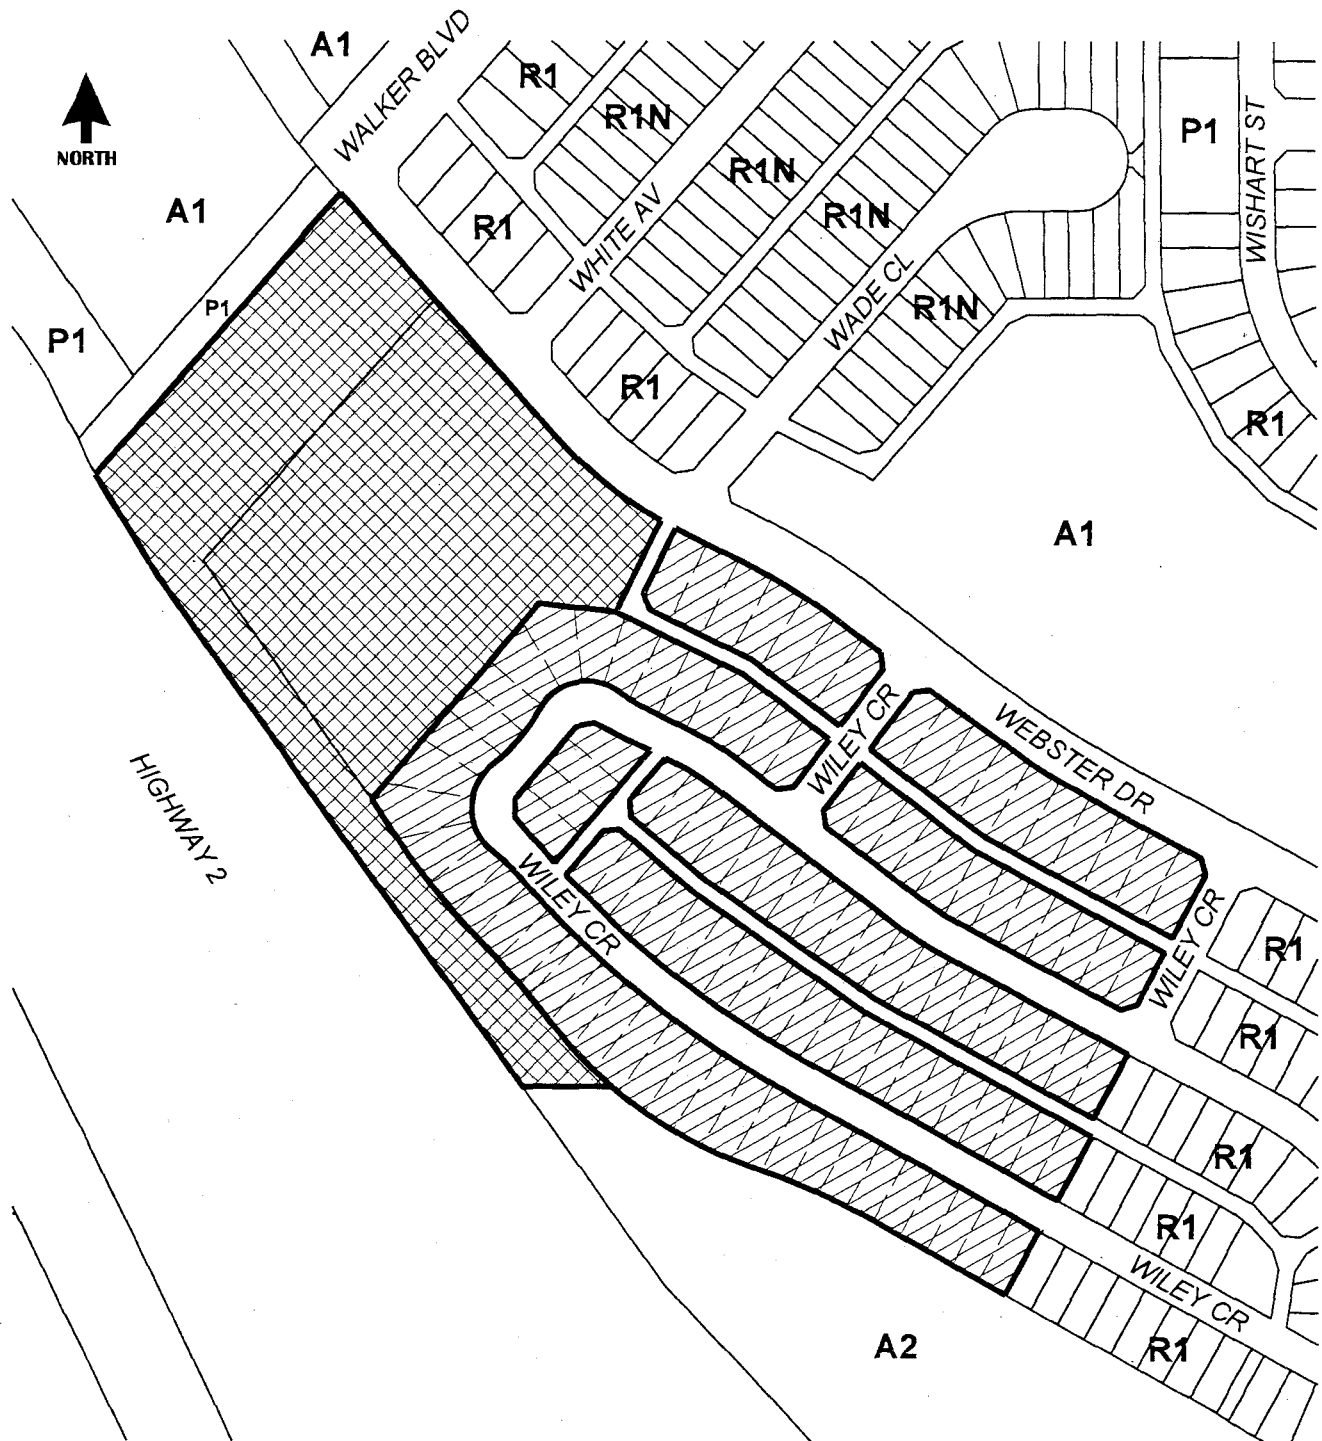 A1
WALKER BLVD
R1
R1N
P1
WISHART ST
NORTH
R1N
A1
R1
WHITE AV
R1N
WADE CL
P1
R1N
P1
R1
R1
A1
WILEY CR
WEBSTER DR
HIGHWAY 2
WILEY CR
WILEY CR
R1
R1
R1
R1
WILEY CR
A2
R1